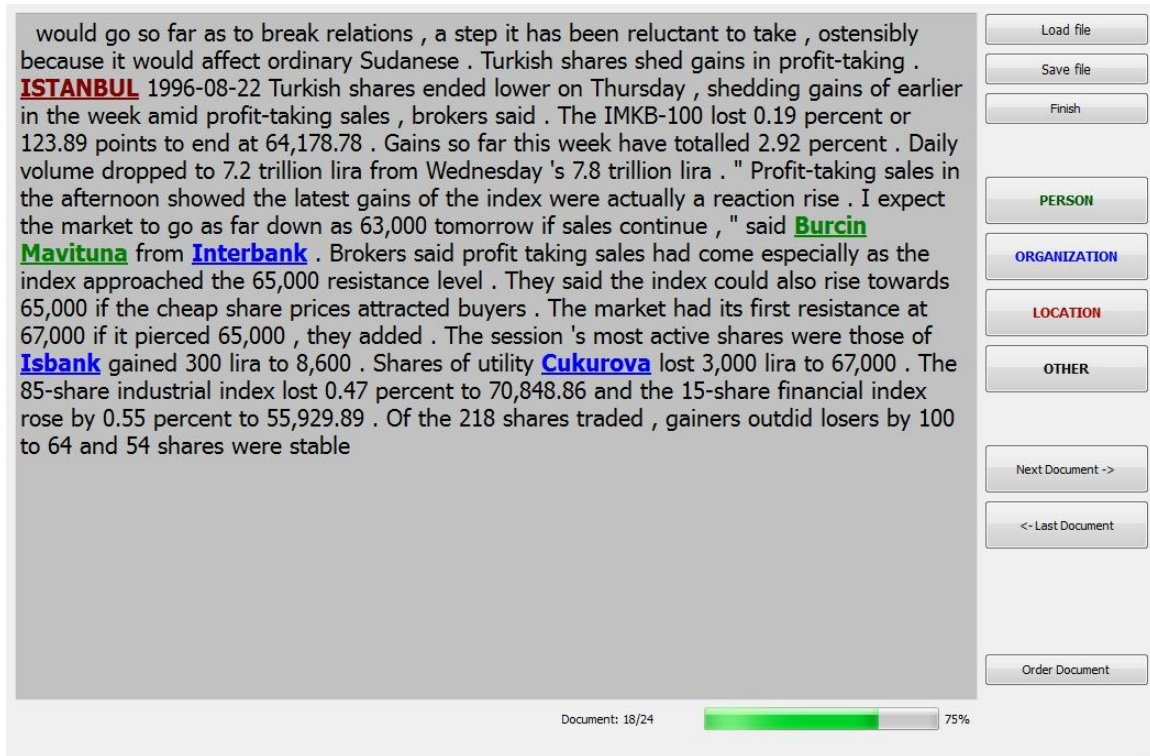 would go so far as to break relations , a step it has been reluctant to take , ostensibly
because it would affect ordinary Sudanese . Turkish shares shed gains in profit-taking .
ISTANBUL 1996-08-22 Turkish shares ended lower on Thursday , shedding gains of earlier
in the week amid profit-taking sales , brokers said . The IMKB-100 lost 0.19 percent or
123.89 points to end at 64,178.78 . Gains so far this week have totalled 2.92 percent . Daily
volume dropped to 7.2 trillion lira from Wednesday 's 7.8 trillion lira . " Profit-taking sales in
the afternoon showed the latest gains of the index were actually a reaction rise . I expect
the market to go as far down as 63,000 tomorrow if sales continue , " said Burcin
Mavituna from Interbank . Brokers said profit taking sales had come especially as the
index approached the 65,000 resistance level . They said the index could also rise towards
65,000 if the cheap share prices attracted buyers . The market had its first resistance at
67,000 if it pierced 65,000 , they added . The session 's most active shares were those of
Isbank gained 300 lira to 8,600 . Shares of utility Cukurova lost 3,000 lira to 67,000 . The
85-share industrial index lost 0.47 percent to 70,848.86 and the 15-share financial index
rose by 0.55 percent to 55,929.89 . Of the 218 shares traded , gainers outdid losers by 100
to 64 and 54 shares were stable
Load file
Save file
Finish
PERSON
ORGANIZATION
LOCATION
OTHER
Next Document ->
<- Last Document
Order Document
Document: 18/24
75%